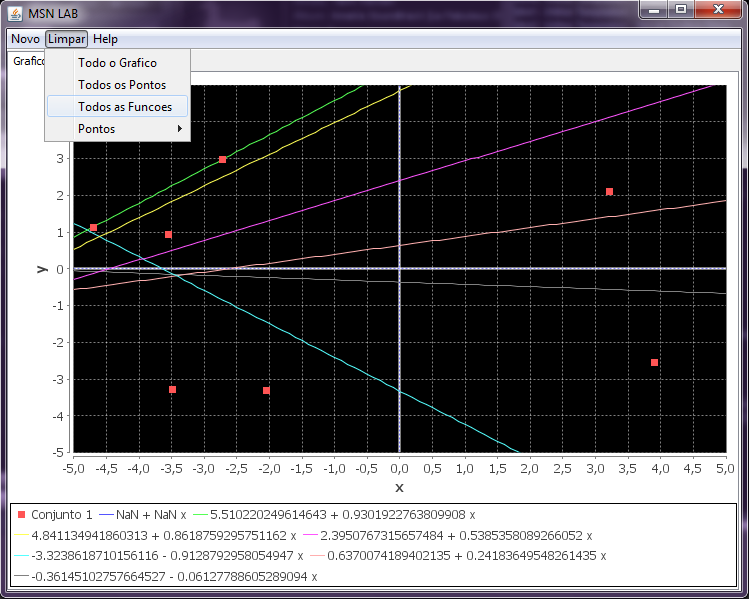 MSN LAB
Novo Limpar Help
Grafico
Todo o Grafico
Todos os Pontos
Todos as Funcoes
Pontos
3
2
1
0
-1
-2
-3
-4
-5
y
-5,0 -4,5 -4,0 -3,5 -3,0 -2,5 -2,0 -1,5 -1,0 -0,5 0,0 0,5 1,0 1,5 2,0 2,5 3,0 3,5 4,0 4,5 5,0
x
Conjunto 1 NaN + NaN x 5.510220249614643 + 0.9301922763809908 x
4.841134941860313 + 0.8618759295751162 x 2.3950767315657484 + 0.5385358089266052 x
-3.3238618710156116 - 0.9128792958054947 x 0.6370074189402135 + 0.24183649548261435 x
-0.36145102757664527 - 0.06127788605289094 x